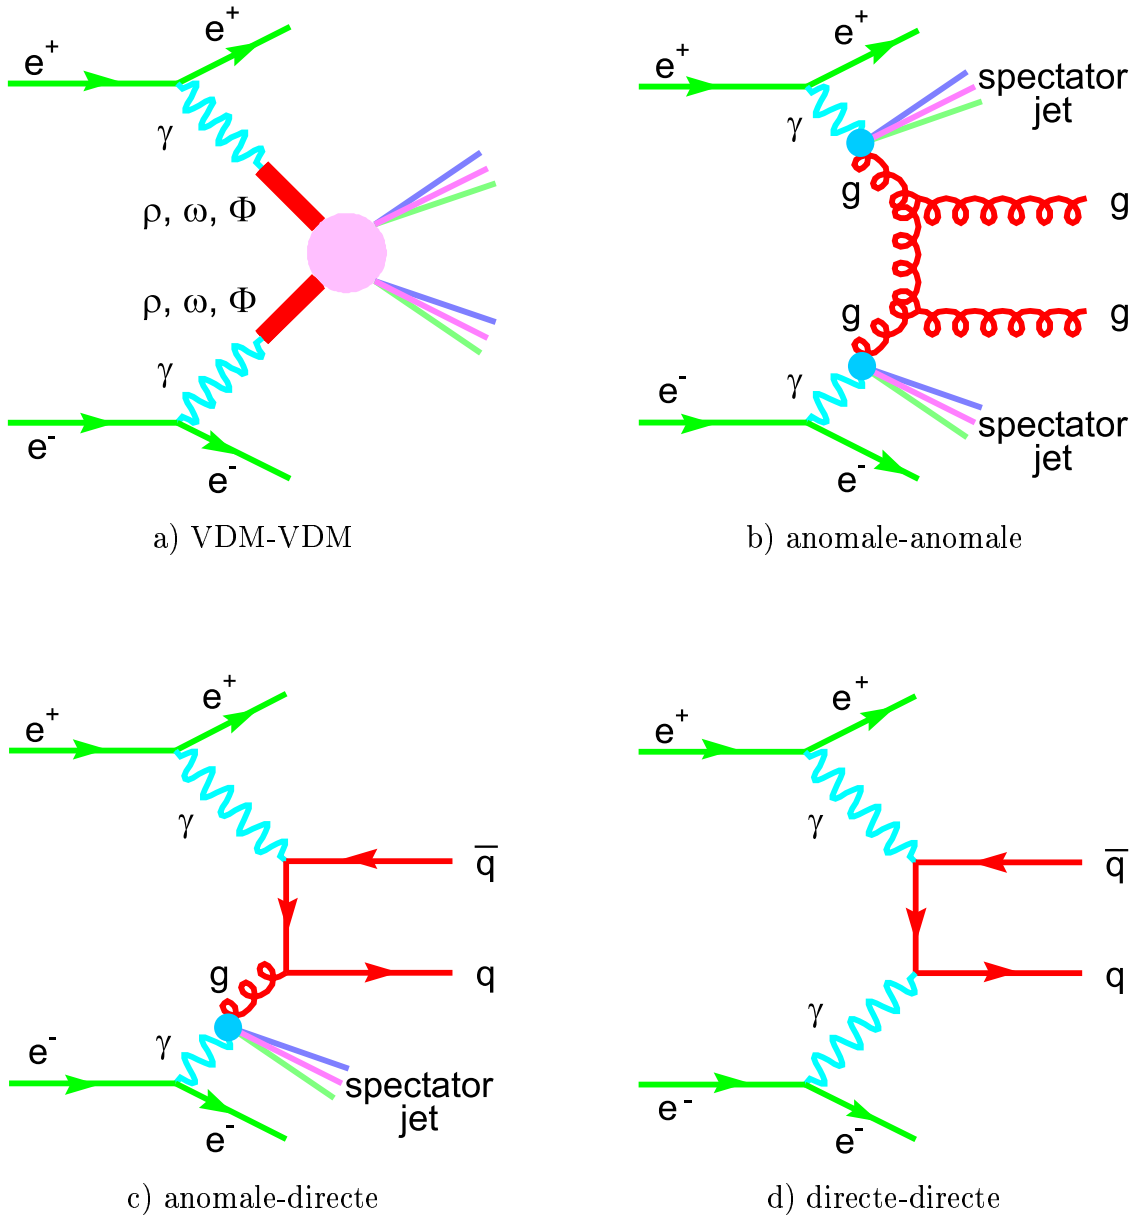 e+
e+
γ
ρ, ω, Φ
ρ, ω, Φ
γ
e-
e-
a) VDM-VDM
e+
e+
spectator
jet
γ
g
g
g
g
γ
e-
spectator
jet
e-
b) anomale-anomale
e+
e+
γ
q̅
g
q
γ
e-
spectator
jet
e-
c) anomale-directe
e+
e+
γ
q̅
q
γ
e-
e-
d) directe-directe